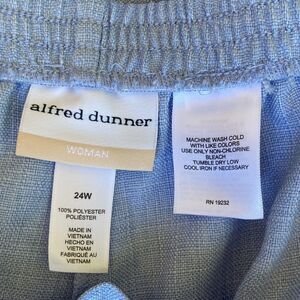 alfred dunner
WOMAN
24W
100% POLYESTER
POLIÉSTER
MADE IN
VIETNAM
HECHO EN
VIETNAM
FABRIQUÉ AU
VIETNAM
MACHINE WASH COLD
WITH LIKE COLORS
USE ONLY NON-CHLORINE
BLEACH
TUMBLE DRY LOW
COOL IRON IF NECESSARY
RN 19232